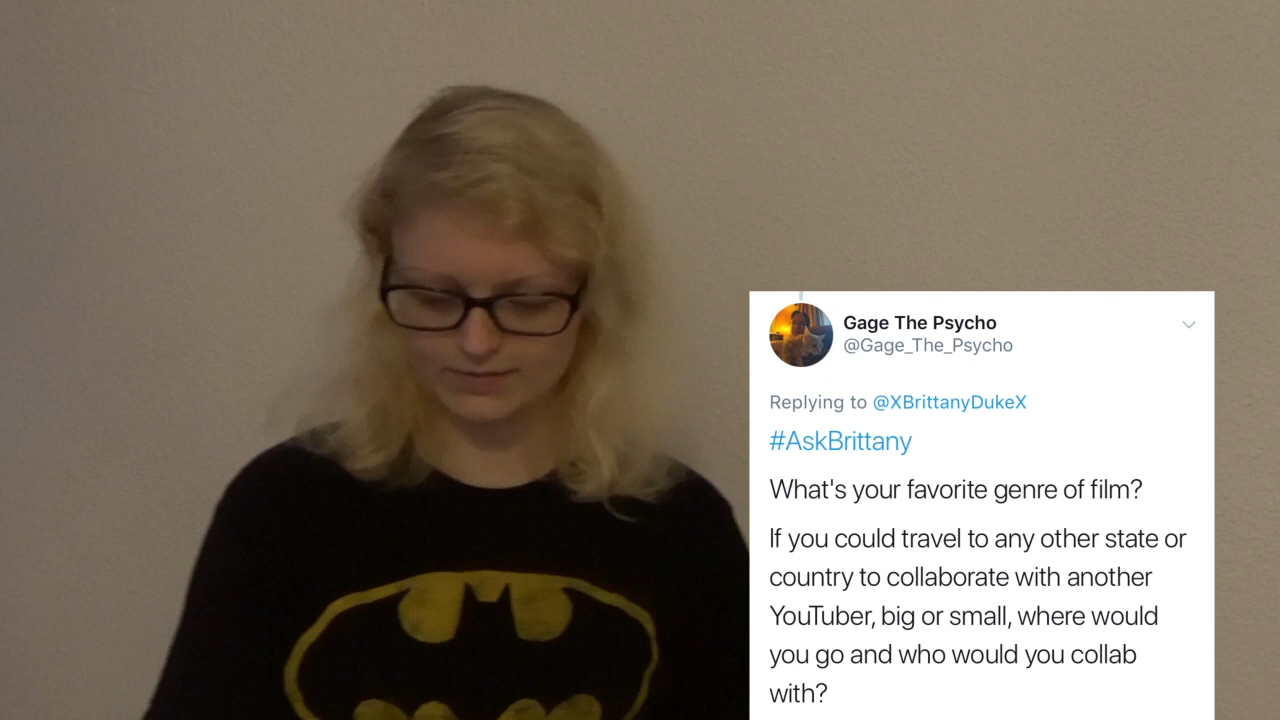 Gage The Psycho
@Gage_The_Psycho
Replying to @XBrittanyDukeX
#AskBrittany
What's your favorite genre of film?
If you could travel to any other state or
country to collaborate with another
YouTuber, big or small, where would
you go and who would you collab
with?